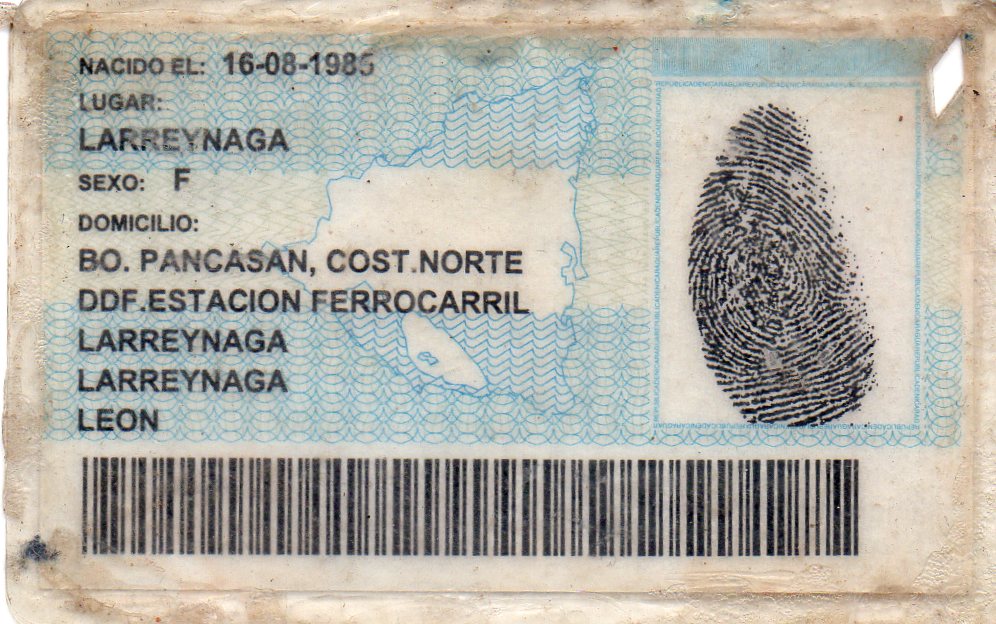 NACIDO EL: 16-08-1985
LUGAR:
LARREYNAGA
SEXO: F
DOMICILIO:
BO. PANCASAN, COST.NORTE
DDF.ESTACION FERROCARRIL
LARREYNAGA
LARREYNAGA
LEON